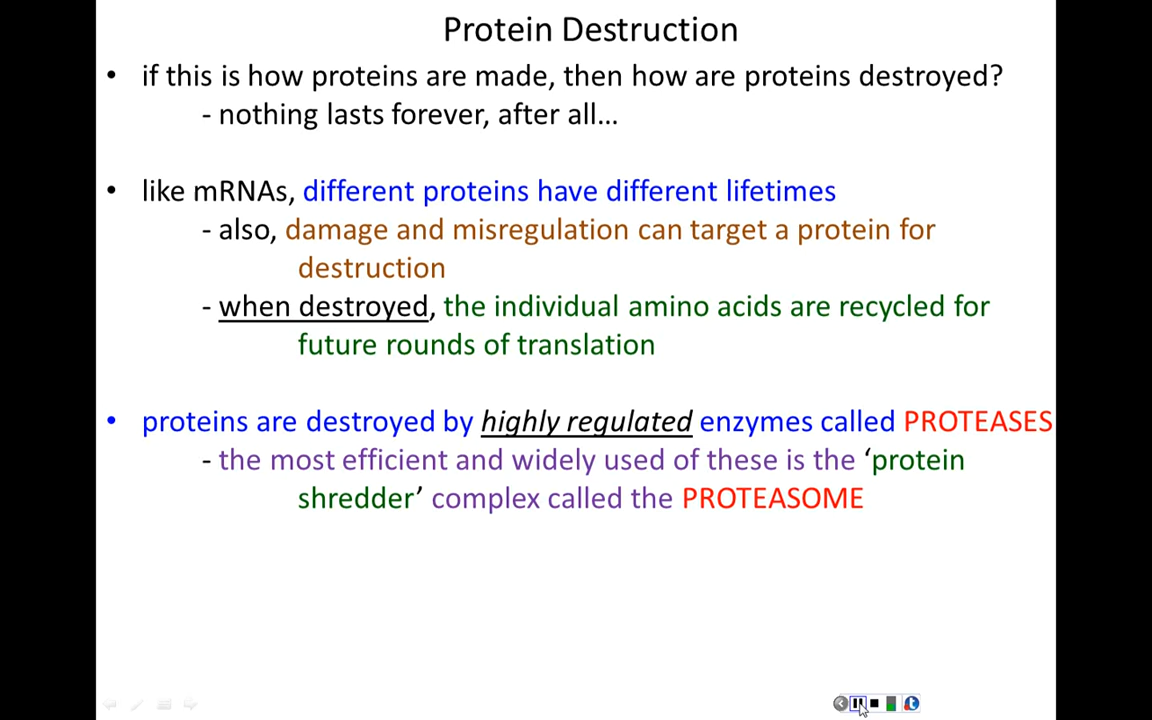 Protein Destruction
• if this is how proteins are made, then how are proteins destroyed?
- nothing lasts forever, after all...
• like mRNAs, different proteins have different lifetimes
- also, damage and misregulation can target a protein for
destruction
- when destroyed, the individual amino acids are recycled for
future rounds of translation
• proteins are destroyed by highly regulated enzymes called PROTEASES
- the most efficient and widely used of these is the ‘protein
shredder’ complex called the PROTEASOME